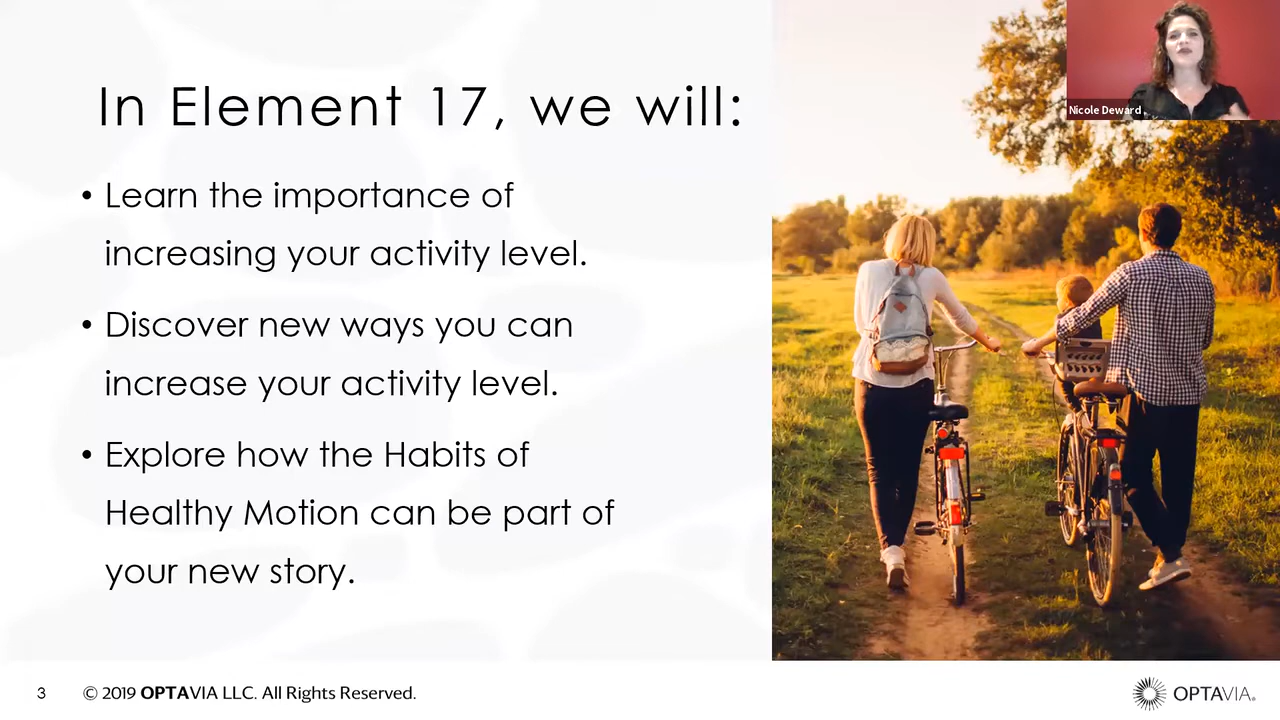 In Element 17, we will:
• Learn the importance of
increasing your activity level.
• Discover new ways you can
increase your activity level.
• Explore how the Habits of
Healthy Motion can be part of
your new story.
Nicole Deward
3
© 2019 OPTAVIA LLC. All Rights Reserved.
OPTAVIA®